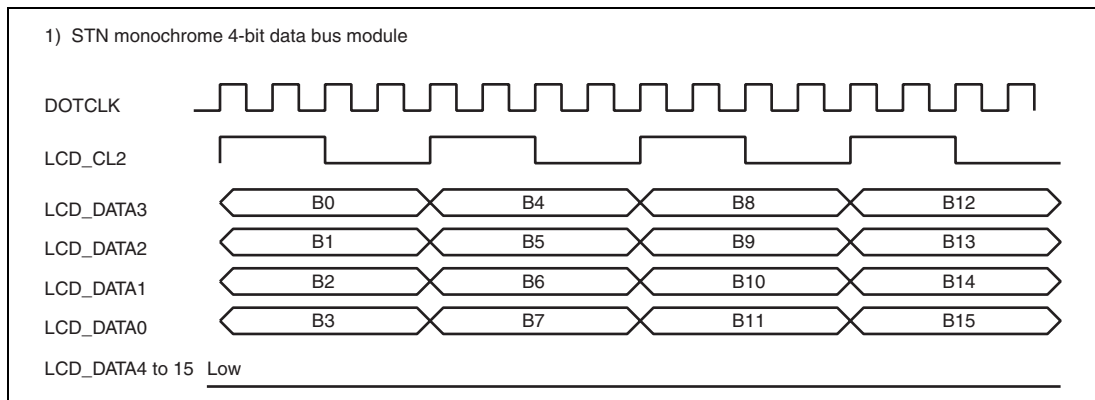 1) STN monochrome 4-bit data bus module
DOTCLK
LCD_CL2
LCD_DATA3 B0 B4 B8 B12
LCD_DATA2 B1 B5 B9 B13
LCD_DATA1 B2 B6 B10 B14
LCD_DATA0 B3 B7 B11 B15
LCD_DATA4 to 15 Low